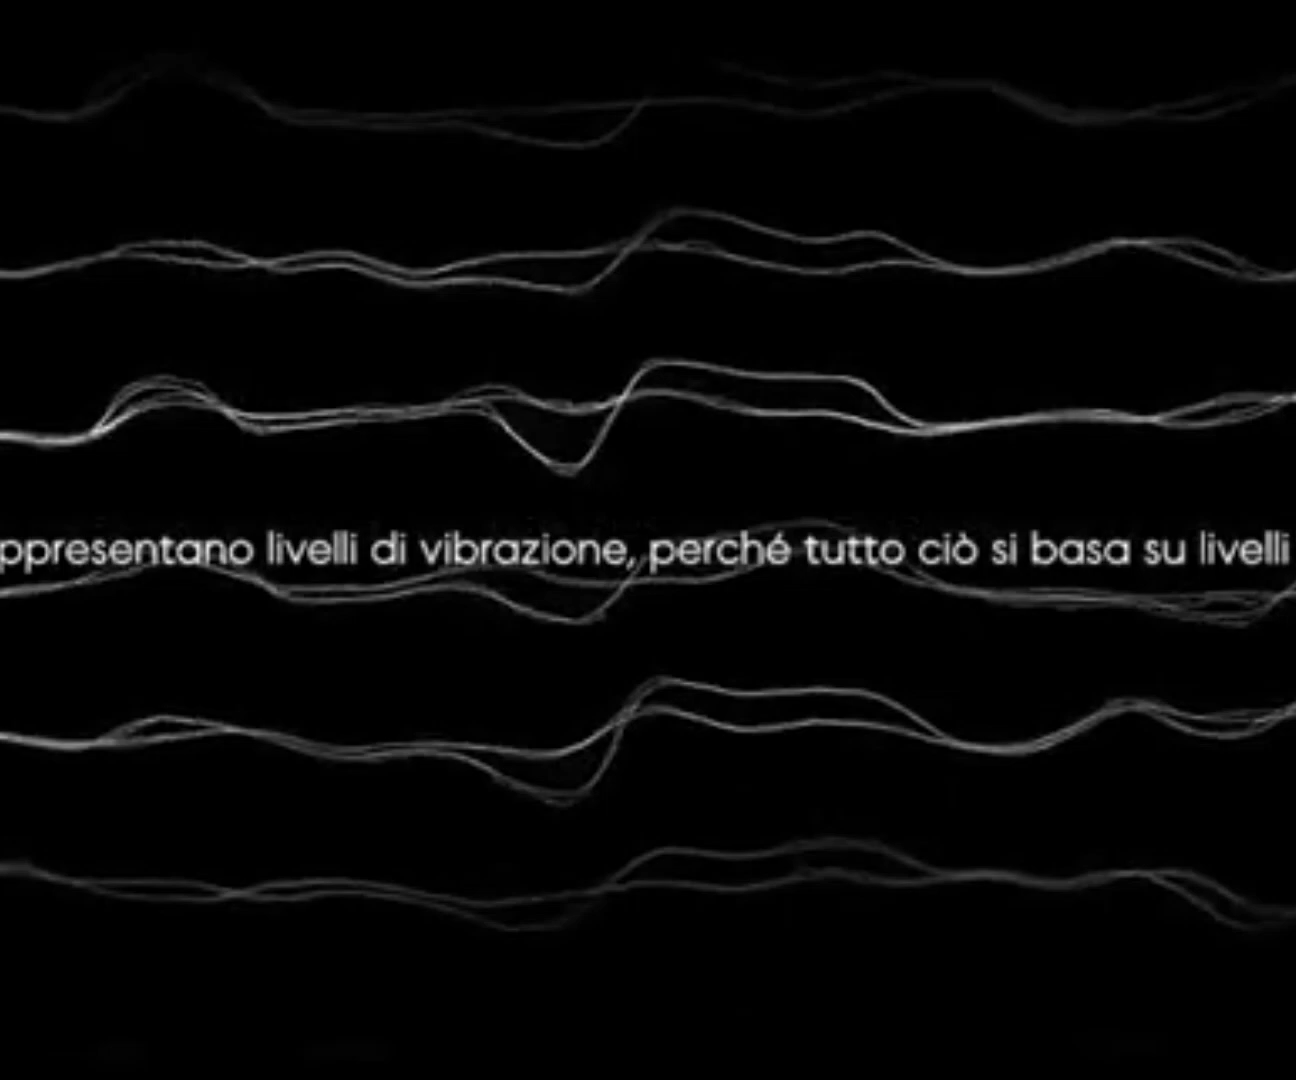 ppresentano livelli di vibrazione, perché tutto ciò si basa su livelli